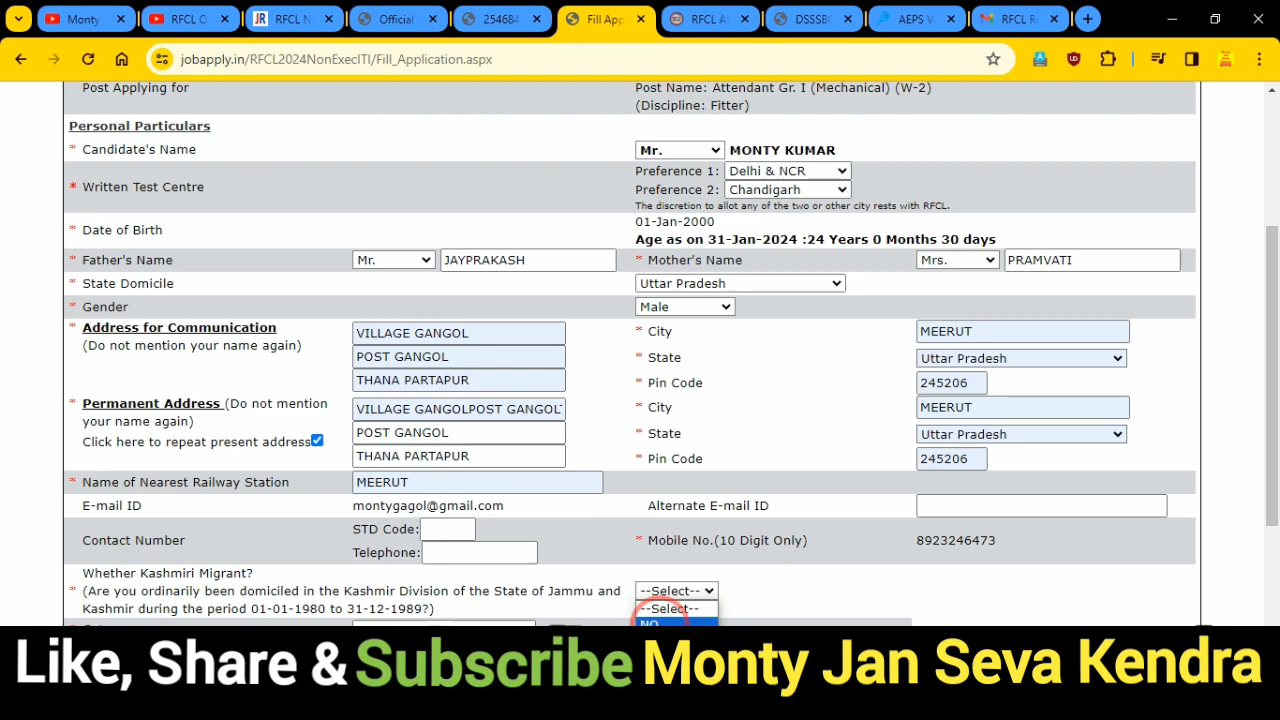 Monty
RFCL O
RFCL N
Official
254684
Fill App
RFCL A
DSSSBC
AEPS W
RFCL R
jobapply.in/RFCL2024NonExecITI/Fill_Application.aspx
Post Applying for
Post Name: Attendant Gr. I (Mechanical) (W-2)
(Discipline: Fitter)
Personal Particulars
* Candidate's Name
Mr.
MONTY KUMAR
* Written Test Centre
Preference 1: Delhi & NCR
Preference 2: Chandigarh
The discretion to allot any of the two or other city rests with RFCL.
* Date of Birth
01-Jan-2000
Age as on 31-Jan-2024 :24 Years 0 Months 30 days
* Father's Name
Mr.
JAYPRAKASH
* Mother's Name
Mrs.
PRAMVATI
* State Domicile
Uttar Pradesh
* Gender
Male
* Address for Communication
(Do not mention your name again)
VILLAGE GANGOL
POST GANGOL
THANA PARTAPUR
* City
MEERUT
* State
Uttar Pradesh
* Pin Code
245206
* Permanent Address (Do not mention
your name again)
Click here to repeat present address
VILLAGE GANGOLPOST GANGOL
POST GANGOL
THANA PARTAPUR
* City
MEERUT
* State
Uttar Pradesh
* Pin Code
245206
* Name of Nearest Railway Station
MEERUT
E-mail ID
montygagol@gmail.com
Alternate E-mail ID
Contact Number
STD Code:
Telephone:
* Mobile No.(10 Digit Only)
8923246473
Whether Kashmiri Migrant?
* (Are you ordinarily been domiciled in the Kashmir Division of the State of Jammu and
Kashmir during the period 01-01-1980 to 31-12-1989?)
--Select--
--Select--
NO
Like, Share & Subscribe Monty Jan Seva Kendra